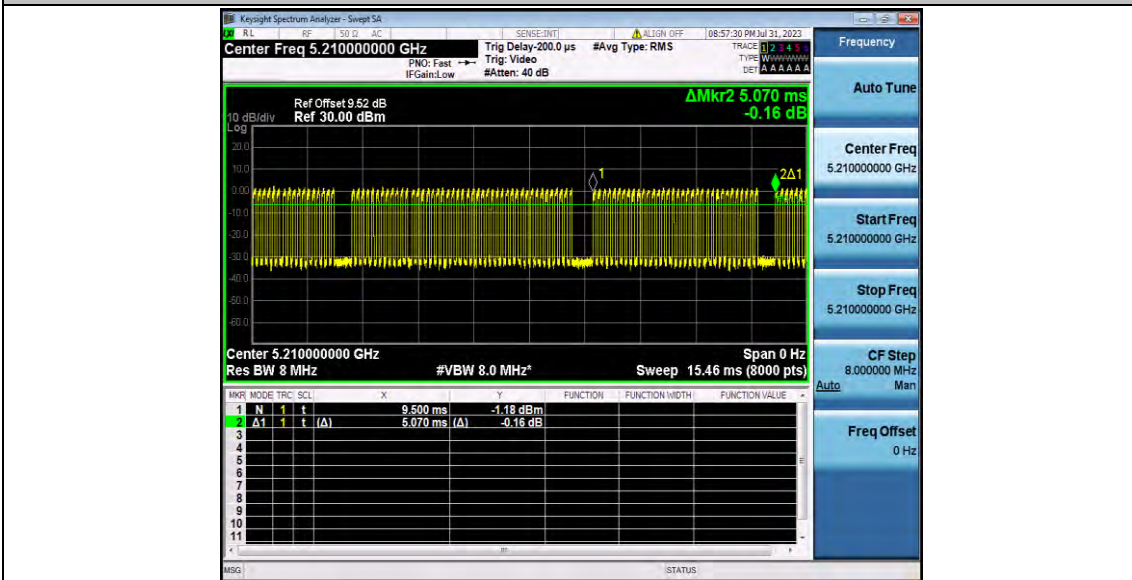 Keysight Spectrum Analyzer - Swept SA
RL RF 50 Ω AC SENSE:INT ALIGN OFF 08:57:30 PM Jul 31, 2023
Center Freq 5.210000000 GHz
PNO: Fast
IFGain:Low
Trig Delay-200.0 µs
Trig: Video
#Atten: 40 dB
#Avg Type: RMS
TRACE 1 2 3 4 5 6
TYPE W
DET A A A A A A
Frequency
Auto Tune
Center Freq
5.210000000 GHz
Start Freq
5.210000000 GHz
Stop Freq
5.210000000 GHz
CF Step
8.000000 MHz
Auto Man
Freq Offset
0 Hz
ΔMkr2 5.070 ms
-0.16 dB
Ref Offset 9.52 dB
10 dB/div Ref 30.00 dBm
Log
20.0
10.0
0.00
-10.0
-20.0
-30.0
-40.0
-50.0
-60.0
1
2Δ1
Center 5.210000000 GHz Span 0 Hz
Res BW 8 MHz #VBW 8.0 MHz* Sweep 15.46 ms (8000 pts)
MKR MODE TRC SCL X Y FUNCTION FUNCTION WIDTH FUNCTION VALUE
1 N 1 t 9.500 ms -1.18 dBm
2 Δ1 1 t (Δ) 5.070 ms (Δ) -0.16 dB
3
4
5
6
7
8
9
10
11
MSG STATUS